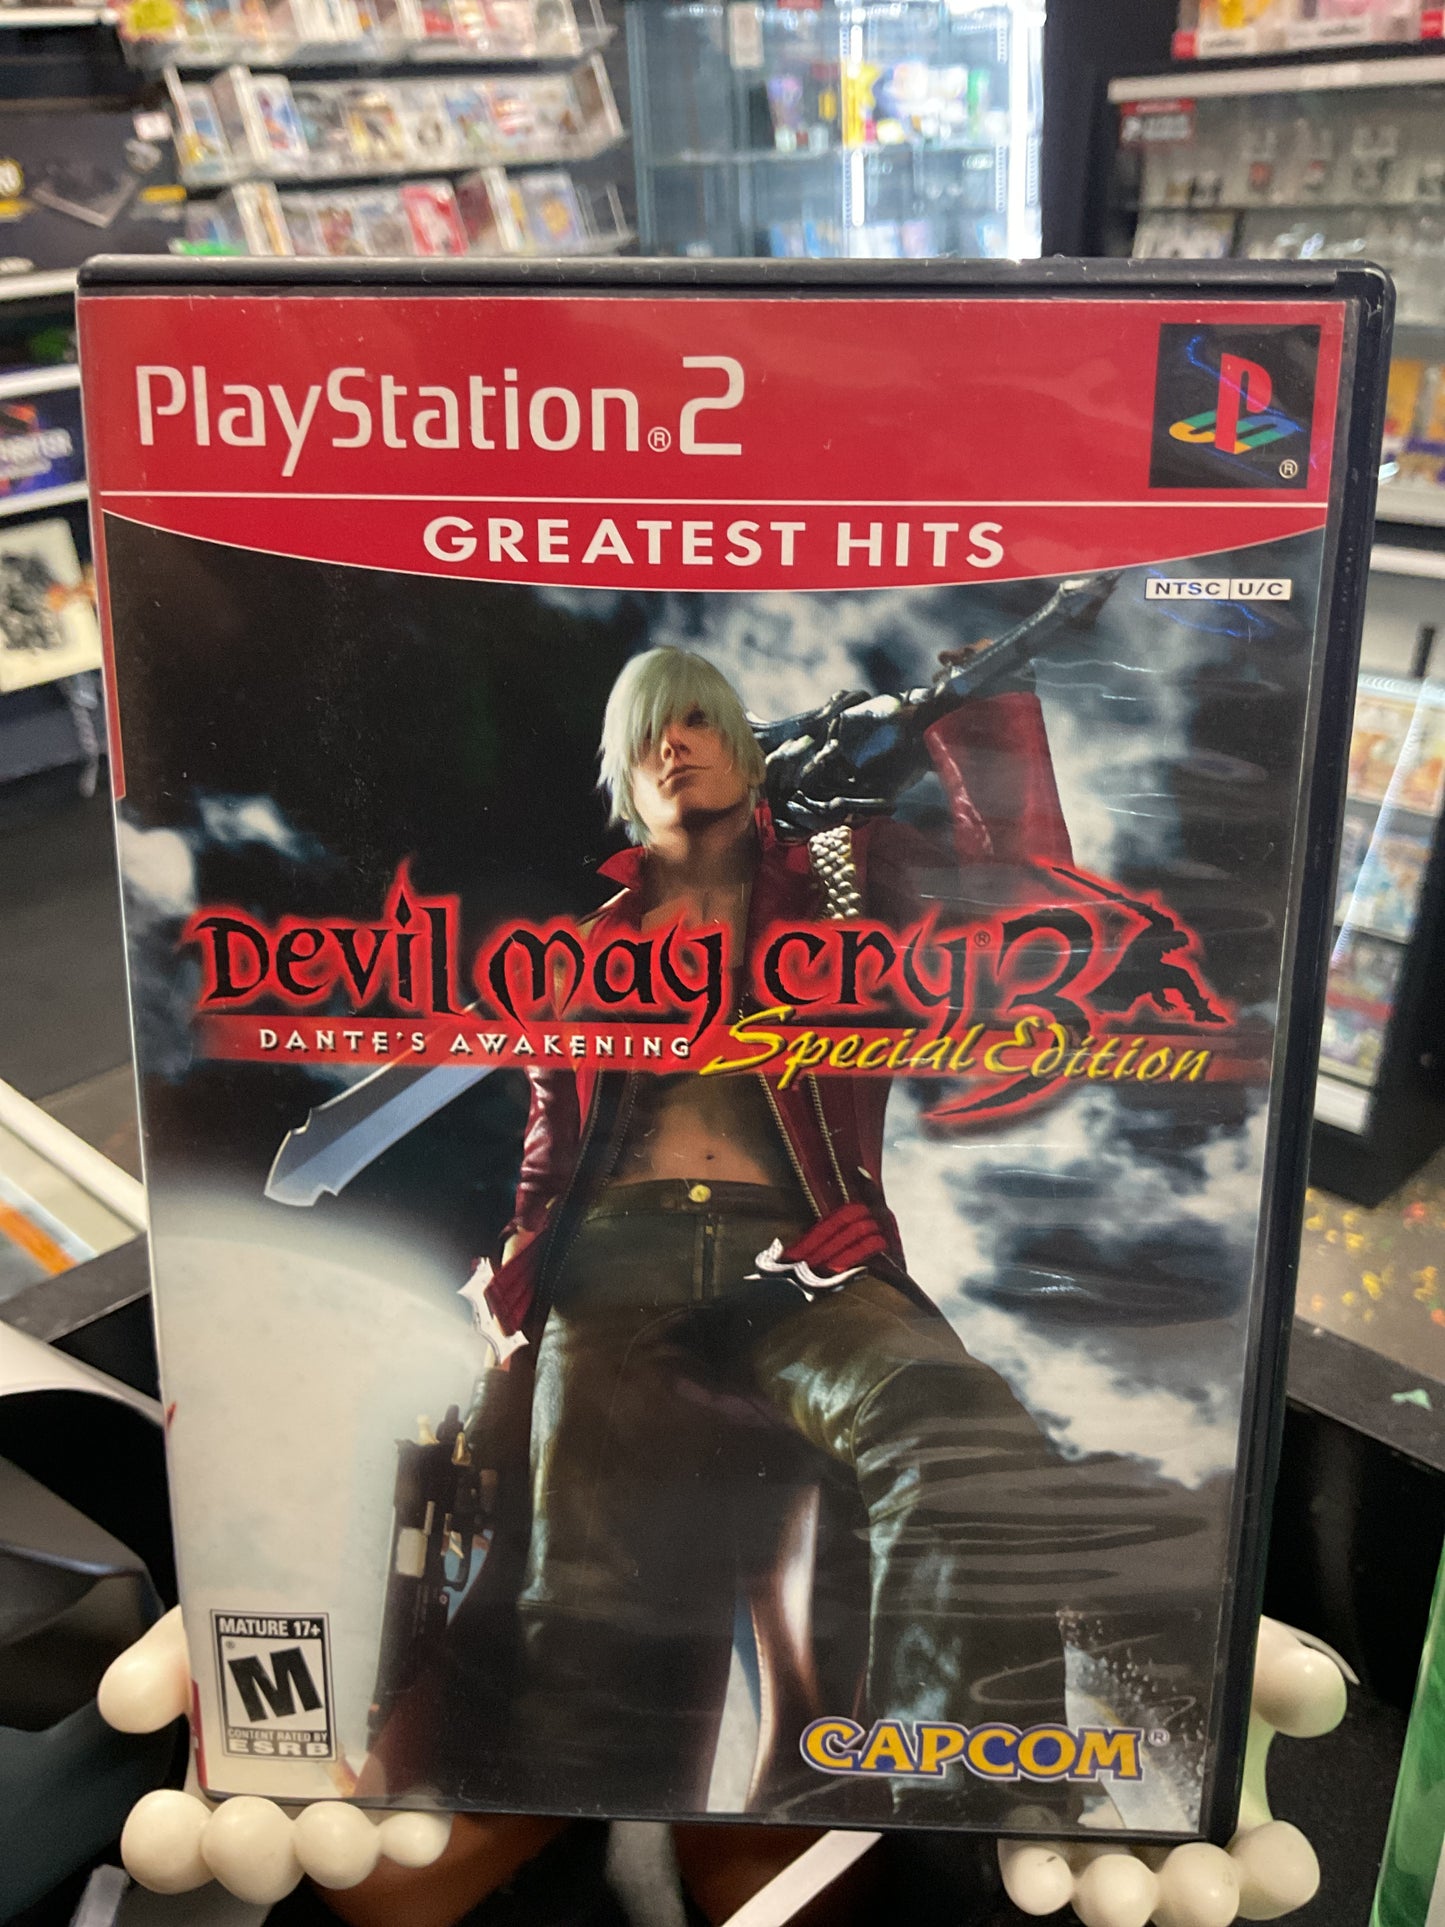 PlayStation®2
®
GREATEST HITS
NTSC U/C
Devil may cry®3
DANTE'S AWAKENING Special Edition
MATURE 17+
M®
CONTENT RATED BY
ESRB
CAPCOM®